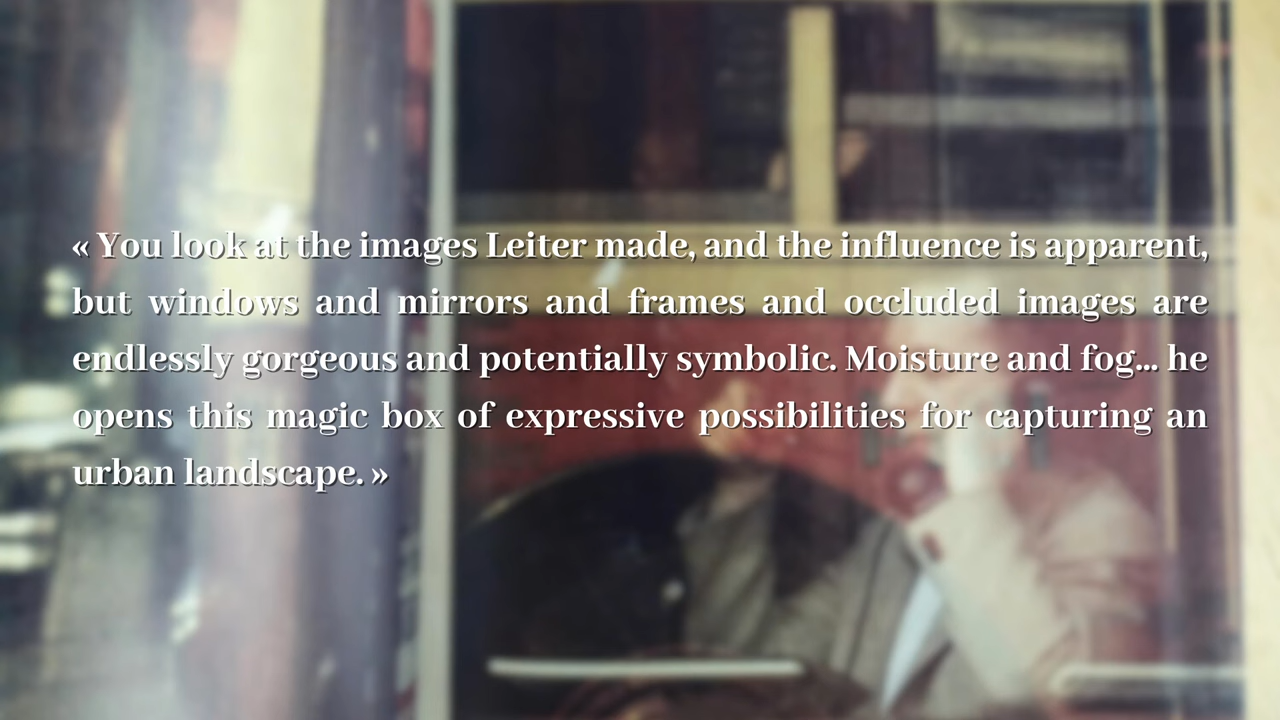 « You look at the images Leiter made, and the influence is apparent,
but windows and mirrors and frames and occluded images are
endlessly gorgeous and potentially symbolic. Moisture and fog... he
opens this magic box of expressive possibilities for capturing an
urban landscape. »